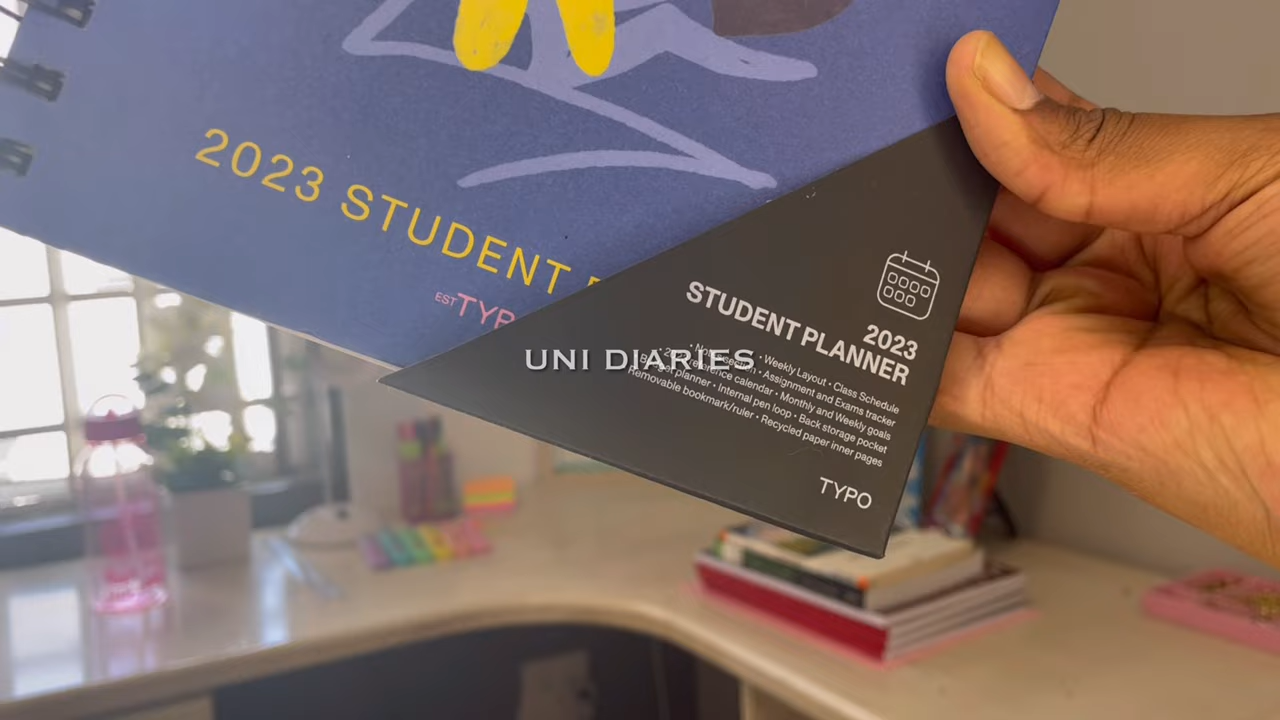 2023 STUDENT
EST TYP
2023
STUDENT PLANNER
• Notes section • Weekly Layout • Class Schedule
reference calendar • Assignment and Exams tracker
planner • Monthly and Weekly goals
• Internal pen loop • Back storage pocket
Removable bookmark/ruler • Recycled paper inner pages
TYPO
UNI DIARIES